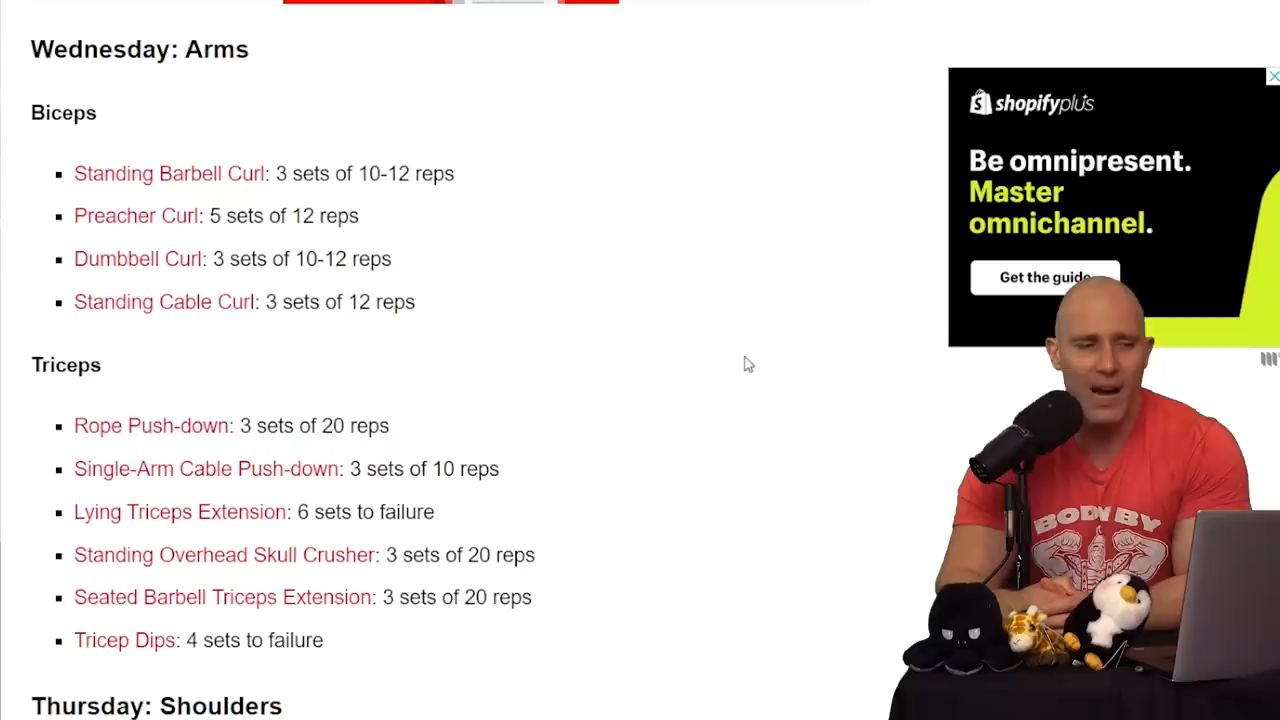 Wednesday: Arms
Biceps
Standing Barbell Curl: 3 sets of 10-12 reps
Preacher Curl: 5 sets of 12 reps
Dumbbell Curl: 3 sets of 10-12 reps
Standing Cable Curl: 3 sets of 12 reps
Triceps
Rope Push-down: 3 sets of 20 reps
Single-Arm Cable Push-down: 3 sets of 10 reps
Lying Triceps Extension: 6 sets to failure
Standing Overhead Skull Crusher: 3 sets of 20 reps
Seated Barbell Triceps Extension: 3 sets of 20 reps
Tricep Dips: 4 sets to failure
Thursday: Shoulders
shopifyplus
Be omnipresent.
Master
omnichannel.
Get the guide
BODY BY